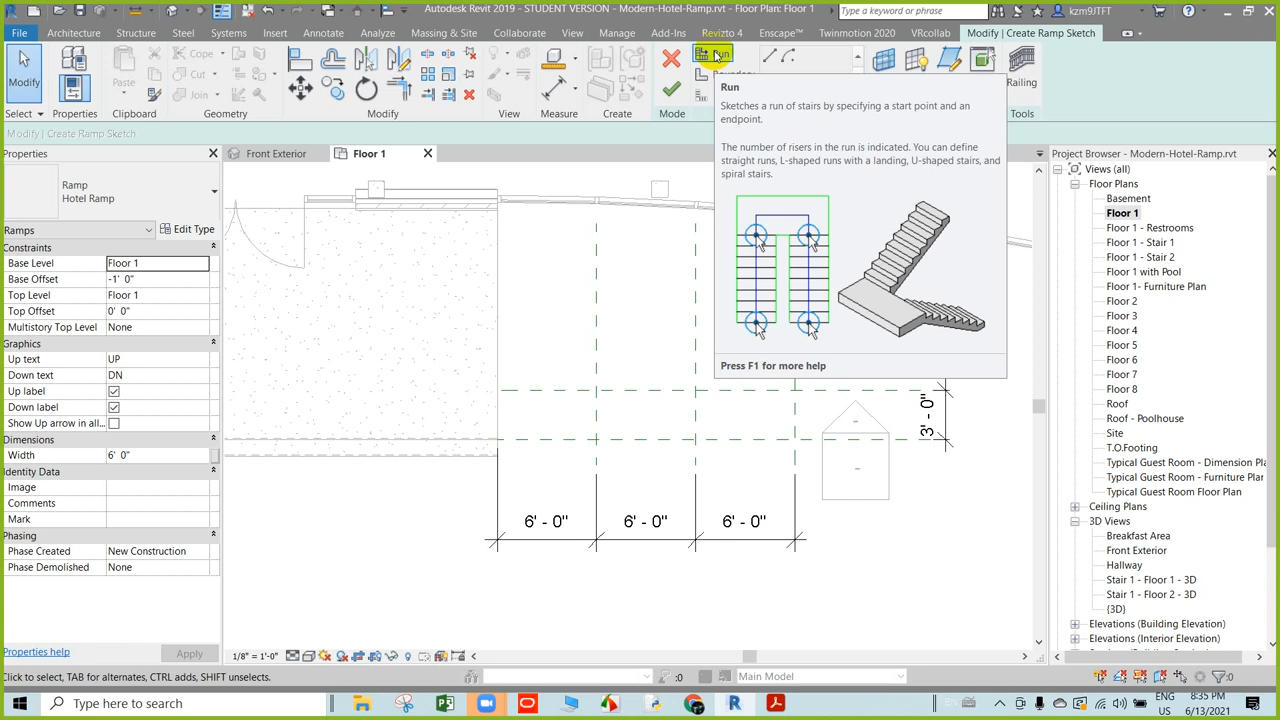 Autodesk Revit 2019 - STUDENT VERSION - Modern-Hotel-Ramp.rvt - Floor Plan: Floor 1
Type a keyword or phrase
kzm9JTFT
File Architecture Structure Steel Systems Insert Annotate Analyze Massing & Site Collaborate View Manage Add-Ins Revizto 4 Enscape™ Twinmotion 2020 VRcollab Modify | Create Ramp Sketch
Modify
Paste
Cope
Cut
Join
Run
Railing
Select Properties Clipboard Geometry Modify View Measure Create Mode Tools
Modify | Create Ramp Sketch
Properties
Ramp
Hotel Ramp
Ramps
Edit Type
Constraints
Base Level Floor 1
Base Offset -1' 0"
Top Level Floor 1
Top Offset 0' 0"
Multistory Top Level None
Graphics
Up text UP
Down text DN
Up label
Down label
Show Up arrow in all...
Dimensions
Width 6' 0"
Identity Data
Image
Comments
Mark
Phasing
Phase Created New Construction
Phase Demolished None
Properties help
Apply
Front Exterior
Floor 1
Run
Sketches a run of stairs by specifying a start point and an
endpoint.
The number of risers in the run is indicated. You can define
straight runs, L-shaped runs with a landing, U-shaped stairs, and
spiral stairs.
Press F1 for more help
3' - 0"
6' - 0"
6' - 0"
6' - 0"
Project Browser - Modern-Hotel-Ramp.rvt
Views (all)
Floor Plans
Basement
Floor 1
Floor 1 - Restrooms
Floor 1 - Stair 1
Floor 1 - Stair 2
Floor 1 with Pool
Floor 1- Furniture Plan
Floor 2
Floor 3
Floor 4
Floor 5
Floor 6
Floor 7
Floor 8
Roof
Roof - Poolhouse
Site
T.O.Footing
Typical Guest Room - Dimension Pla
Typical Guest Room - Furniture Plan
Typical Guest Room Floor Plan
Ceiling Plans
3D Views
Breakfast Area
Front Exterior
Hallway
Stair 1 - Floor 1 - 3D
Stair 1 - Floor 2 - 3D
{3D}
Elevations (Building Elevation)
Elevations (Interior Elevation)
1/8" = 1'-0"
Click to select, TAB for alternates, CTRL adds, SHIFT unselects.
:0
Main Model
:0
Type here to search
ENG
US
8:35 PM
6/13/2021